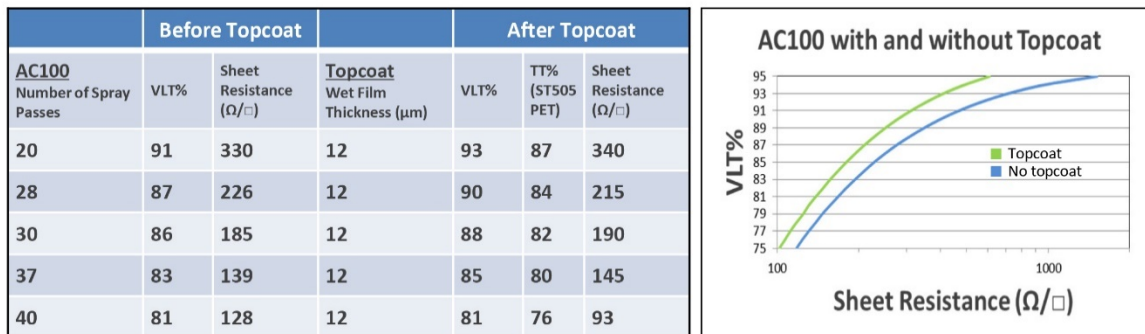 Before Topcoat After Topcoat
AC100
Number of Spray
Passes
VLT%
Sheet
Resistance
(Ω/□)
Topcoat
Wet Film
Thickness (µm)
VLT%
TT%
(ST505
PET)
Sheet
Resistance
(Ω/□)
20 91 330 12 93 87 340
28 87 226 12 90 84 215
30 86 185 12 88 82 190
37 83 139 12 85 80 145
40 81 128 12 81 76 93
AC100 with and without Topcoat
VLT%
95
93
91
89
87
85
83
81
79
77
75
Topcoat
No topcoat
100 1000
Sheet Resistance (Ω/□)